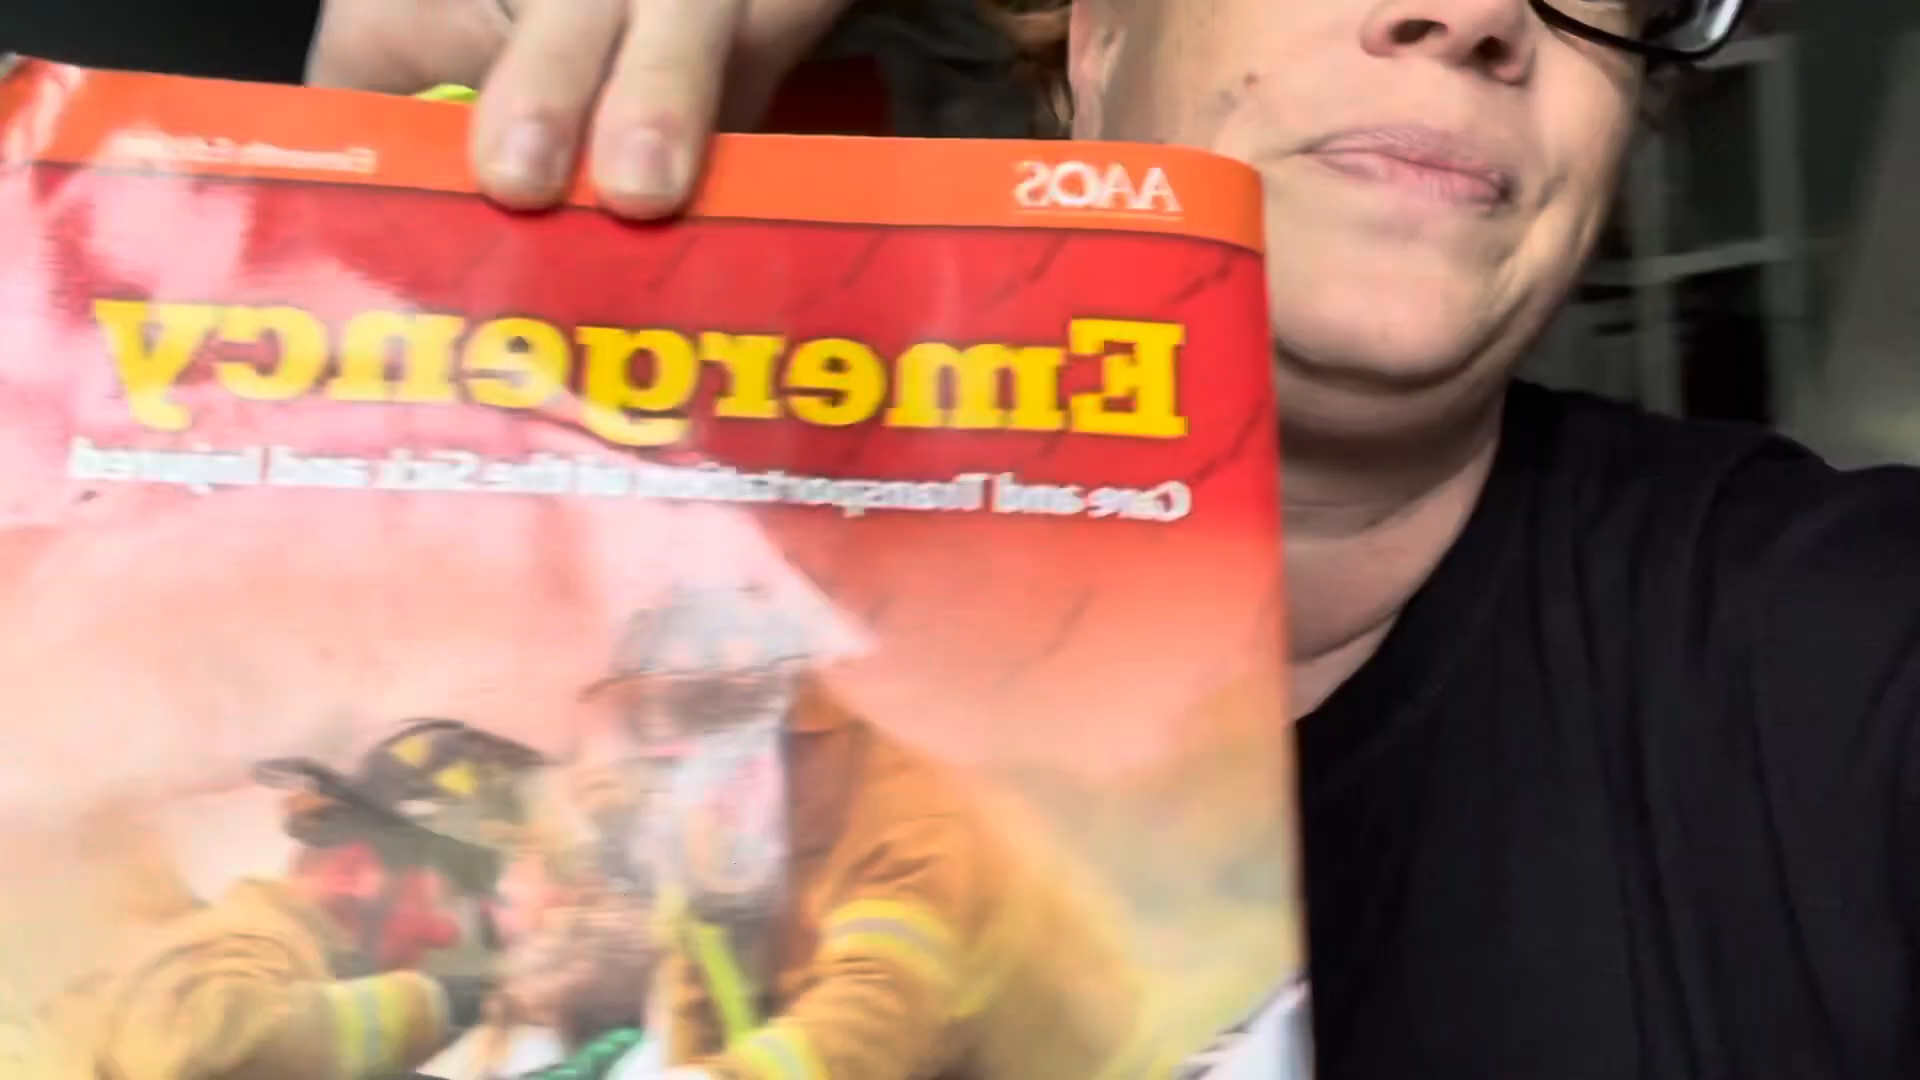 AAOS
Emergency
Care and Transportation of the Sick and Injured